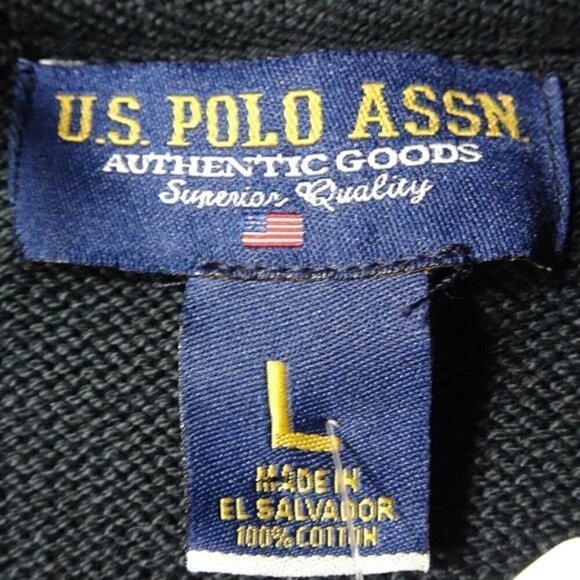 U.S. POLO ASSN.
AUTHENTIC GOODS
Superior Quality
L
MADE IN
EL SALVADOR
100% COTTON